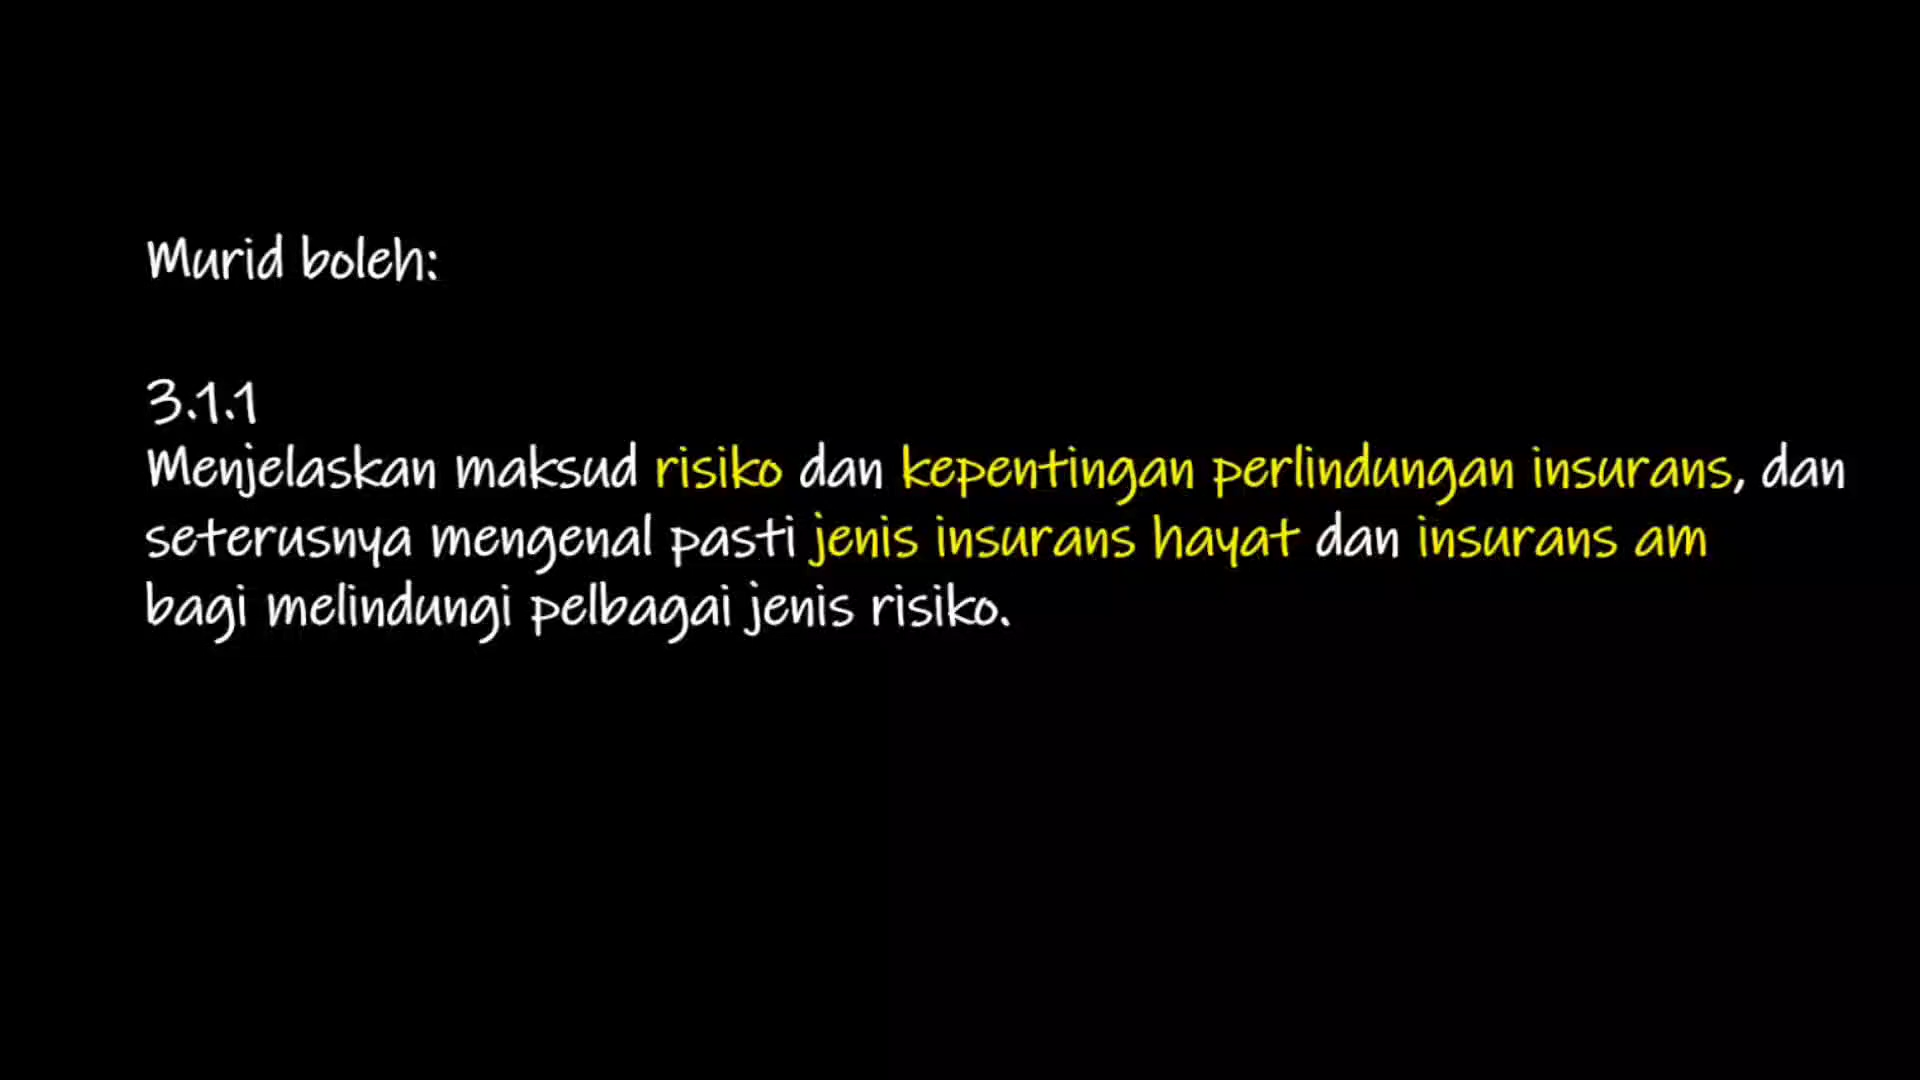 Murid boleh:
3.1.1
Menjelaskan maksud risiko dan kepentingan perlindungan insurans, dan
seterusnya mengenal pasti jenis insurans hayat dan insurans am
bagi melindungi pelbagai jenis risiko.